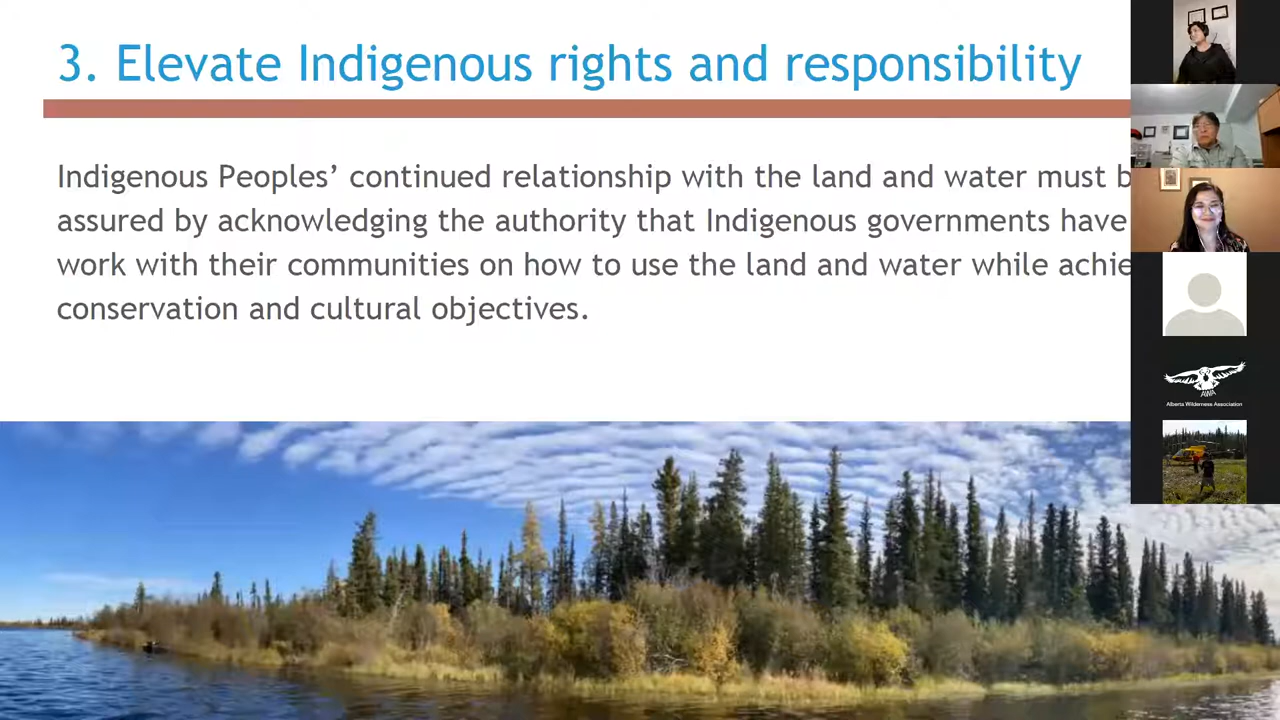 3. Elevate Indigenous rights and responsibility
Indigenous Peoples’ continued relationship with the land and water must b
assured by acknowledging the authority that Indigenous governments have
work with their communities on how to use the land and water while achie
conservation and cultural objectives.
AWA
Alberta Wilderness Association